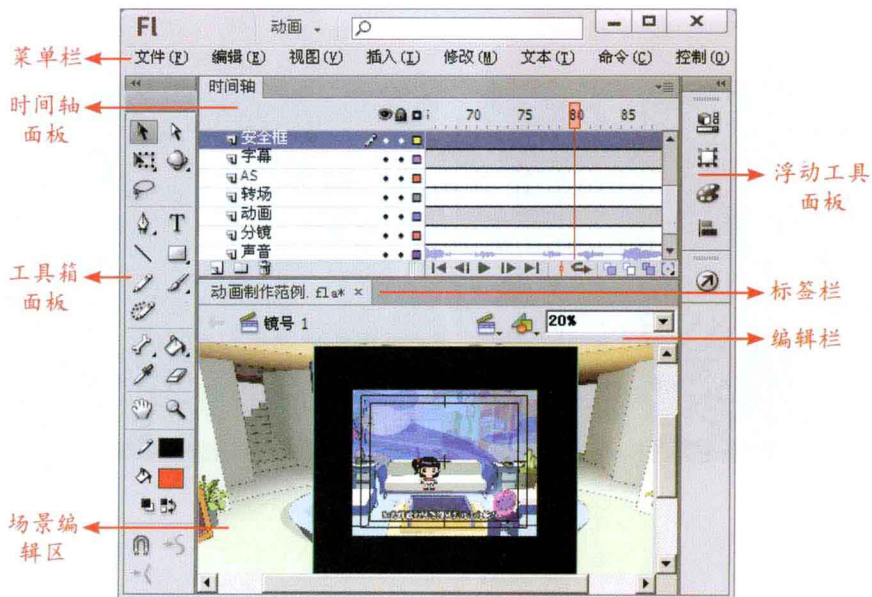 Fl
动画
菜单栏
文件(F) 编辑(E) 视图(V) 插入(I) 修改(M) 文本(T) 命令(C) 控制(O)
时间轴
时间轴
面板
70 75 80 85
安全框
字幕
AS
转场
动画
分镜
声音
浮动工具
面板
T
工具箱
面板
动画制作范例.fla* ×
标签栏
镜号 1
20%
编辑栏
场景编
辑区